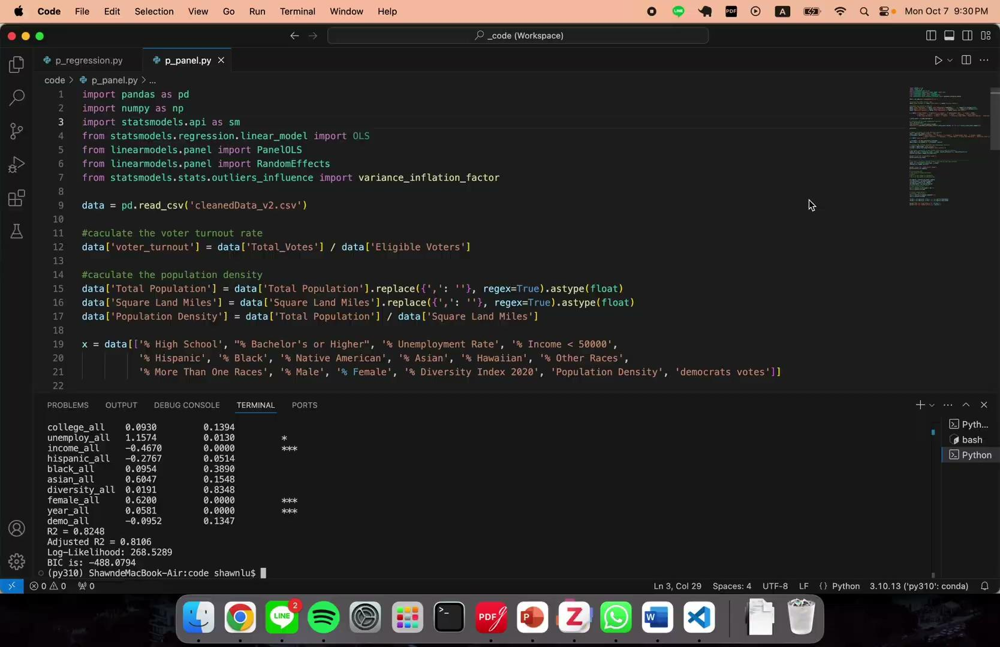 Code File Edit Selection View Go Run Terminal Window Help LINE PDF A Mon Oct 7 9:30 PM
_code (Workspace)
p_regression.py p_panel.py
code > p_panel.py > ...
1 import pandas as pd
2 import numpy as np
3 import statsmodels.api as sm
4 from statsmodels.regression.linear_model import OLS
5 from linearmodels.panel import PanelOLS
6 from linearmodels.panel import RandomEffects
7 from statsmodels.stats.outliers_influence import variance_inflation_factor
8
9 data = pd.read_csv('cleanedData_v2.csv')
10
11 #caculate the voter turnout rate
12 data['voter_turnout'] = data['Total_Votes'] / data['Eligible Voters']
13
14 #caculate the population density
15 data['Total Population'] = data['Total Population'].replace({',': ''}, regex=True).astype(float)
16 data['Square Land Miles'] = data['Square Land Miles'].replace({',': ''}, regex=True).astype(float)
17 data['Population Density'] = data['Total Population'] / data['Square Land Miles']
18
19 x = data[['% High School', "% Bachelor's or Higher", '% Unemployment Rate', '% Income < 50000',
20 '% Hispanic', '% Black', '% Native American', '% Asian', '% Hawaiian', '% Other Races',
21 '% More Than One Races', '% Male', '% Female', '% Diversity Index 2020', 'Population Density', 'democrats votes']]
22
PROBLEMS OUTPUT DEBUG CONSOLE TERMINAL PORTS
college_all 0.0930 0.1394
unemploy_all 1.1574 0.0130 *
income_all -0.4670 0.0000 ***
hispanic_all -0.2767 0.0514
black_all 0.0954 0.3890
asian_all 0.6047 0.1548
diversity_all 0.0191 0.8348
female_all 0.6200 0.0000 ***
year_all 0.0581 0.0000 ***
demo_all -0.0952 0.1347
R2 = 0.8248
Adjusted R2 = 0.8106
Log-Likelihood: 268.5289
BIC is: -488.0794
(py310) ShawndeMacBook-Air:code shawnlu$
Pyth...
bash
Python
0 0 0 Ln 3, Col 29 Spaces: 4 UTF-8 LF {} Python 3.10.13 ('py310': conda)
LINE 2 >_ PDF P Z W